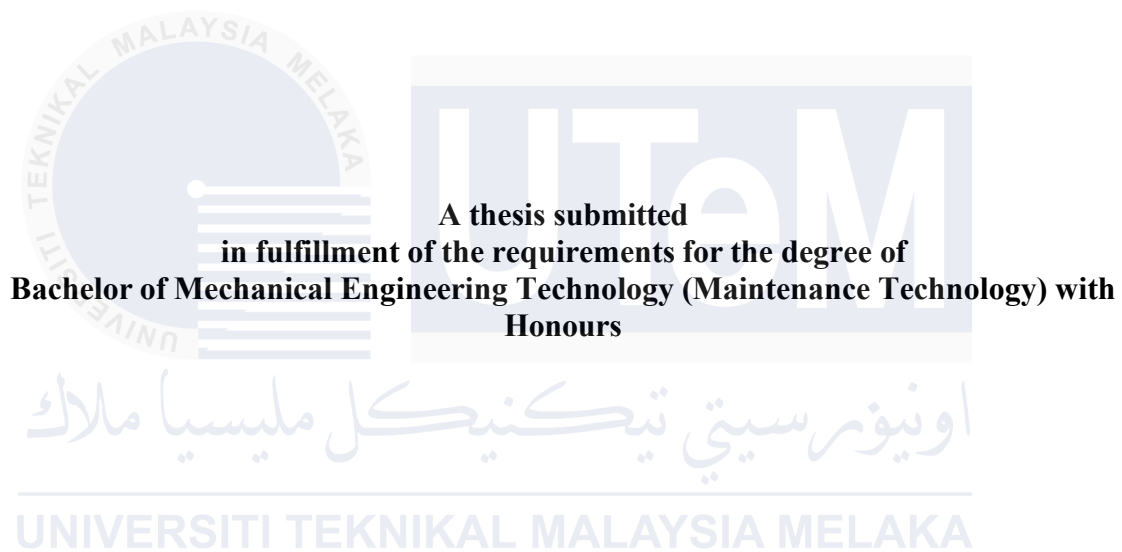 UNIVERSITI TEKNIKAL MALAYSIA MELAKA
UTeM
A thesis submitted
in fulfillment of the requirements for the degree of
Bachelor of Mechanical Engineering Technology (Maintenance Technology) with
Honours
اونيۏرسيتي تيكنيكل مليسيا ملاك
UNIVERSITI TEKNIKAL MALAYSIA MELAKA